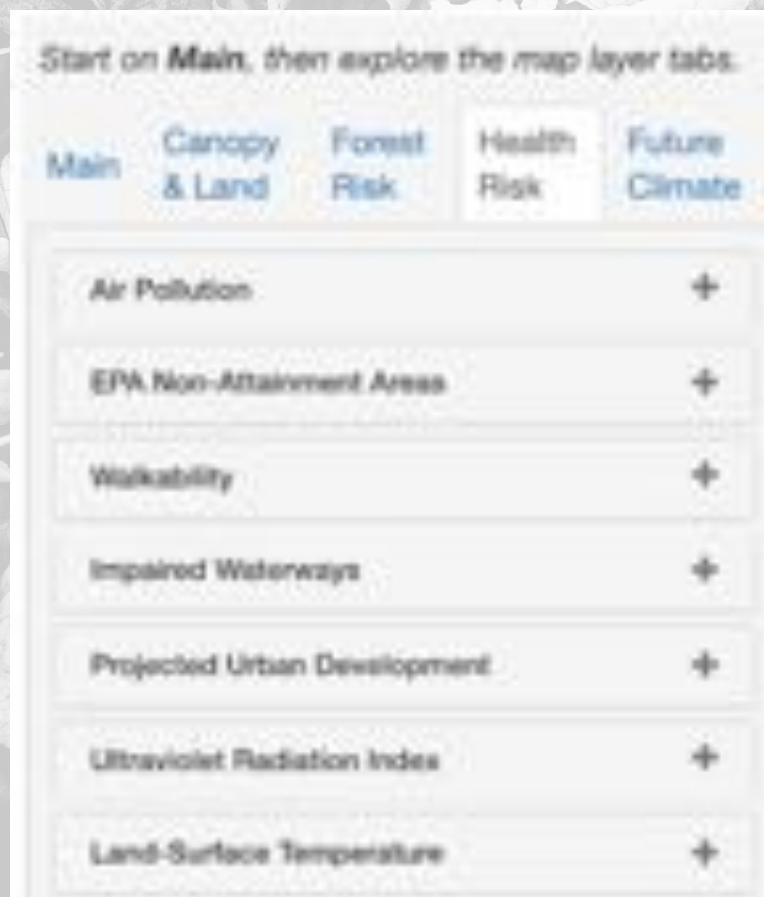 Start on Main, then explore the map layer tabs.
Main
Canopy
& Land
Forest
Risk
Health
Risk
Future
Climate
Air Pollution
EPA Non-Attainment Areas
Walkability
Impaired Waterways
Projected Urban Development
Ultraviolet Radiation Index
Land-Surface Temperature